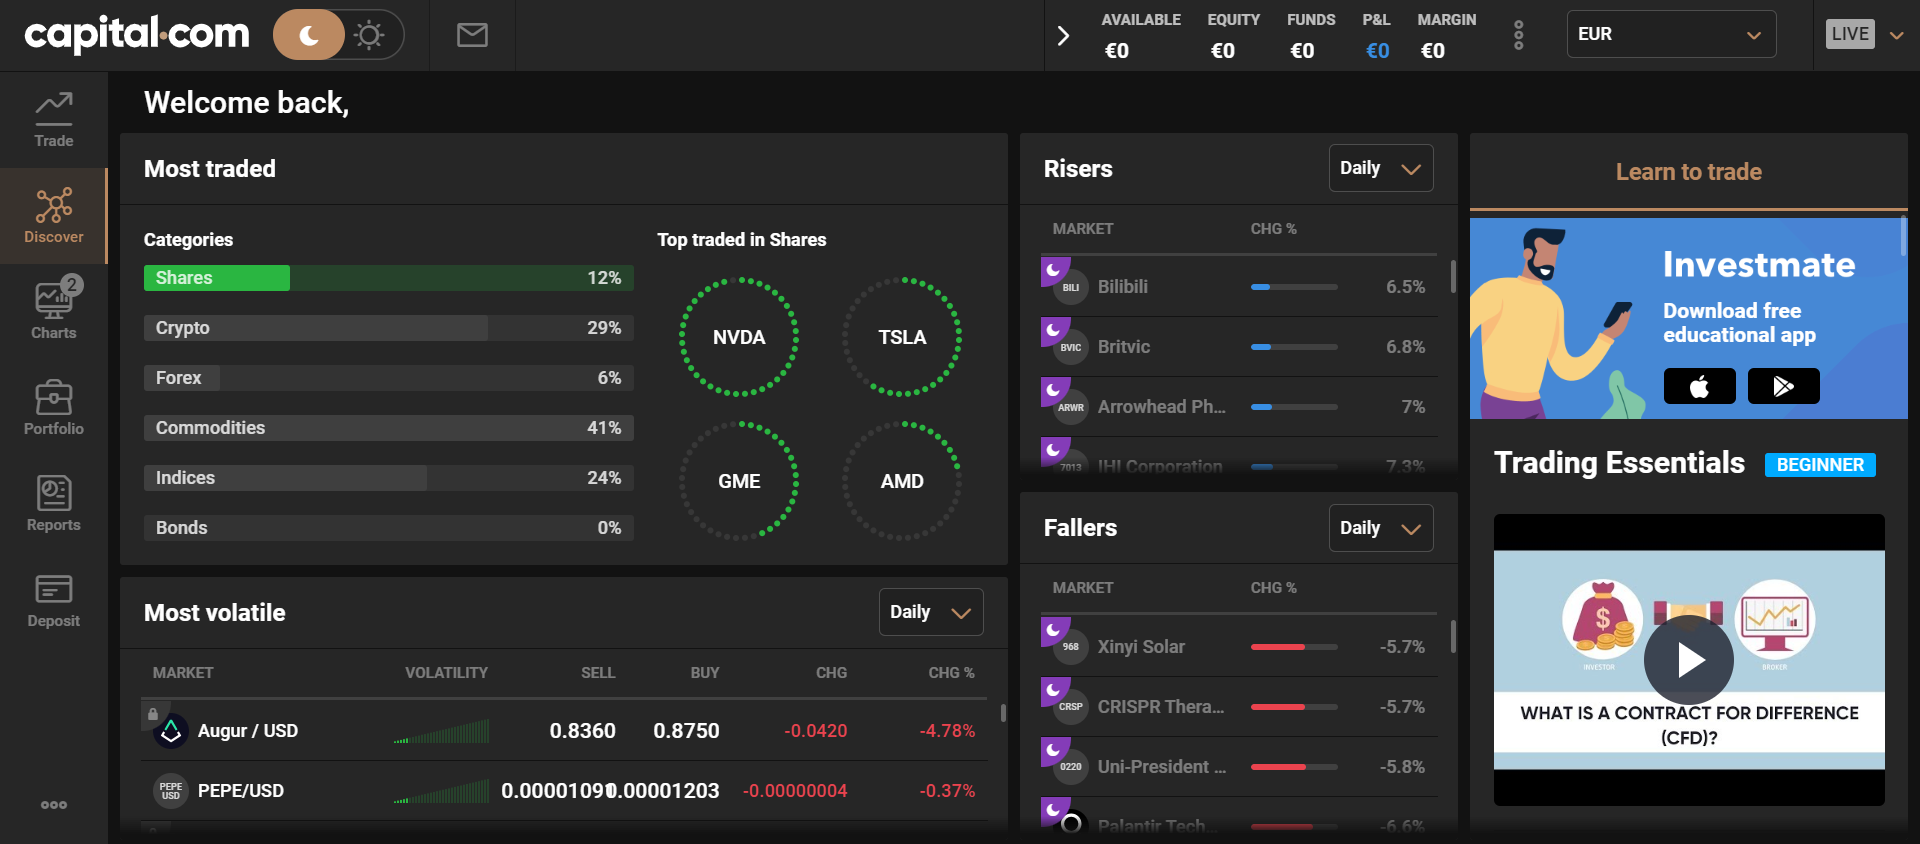 capital.com
AVAILABLE EQUITY FUNDS P&L MARGIN
€0 €0 €0 €0 €0
EUR
LIVE
Trade
Discover
2
Charts
Portfolio
Reports
Deposit
Welcome back,
Most traded
Categories
Shares 12%
Crypto 29%
Forex 6%
Commodities 41%
Indices 24%
Bonds 0%
Top traded in Shares
NVDA TSLA
GME AMD
Most volatile Daily
MARKET VOLATILITY SELL BUY CHG CHG %
Augur / USD 0.8360 0.8750 -0.0420 -4.78%
PEPE USD PEPE/USD 0.00001091 0.00001203 -0.00000004 -0.37%
Risers Daily
MARKET CHG %
BILI Bilibili 6.5%
BVIC Britvic 6.8%
ARWR Arrowhead Ph... 7%
7013 IHI Corporation 7.3%
Fallers Daily
MARKET CHG %
968 Xinyi Solar -5.7%
CRSP CRISPR Thera... -5.7%
0220 Uni-President ... -5.8%
Palantir Tech... -6.6%
Learn to trade
Investmate
Download free
educational app
Trading Essentials BEGINNER
INVESTOR BROKER
WHAT IS A CONTRACT FOR DIFFERENCE
(CFD)?